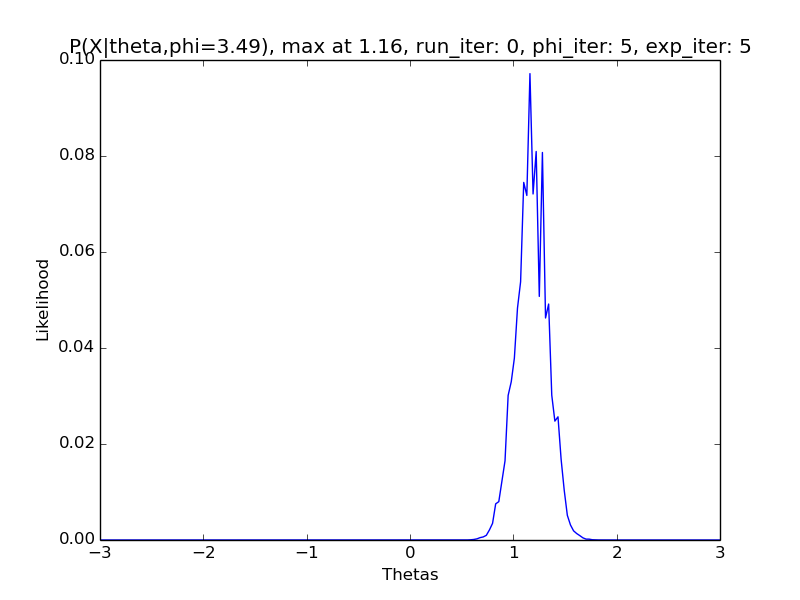 P(X|theta,phi=3.49), max at 1.16, run_iter: 0, phi_iter: 5, exp_iter: 5
0.10
0.08
0.06
0.04
0.02
0.00
Likelihood
−3 −2 −1 0 1 2 3
Thetas